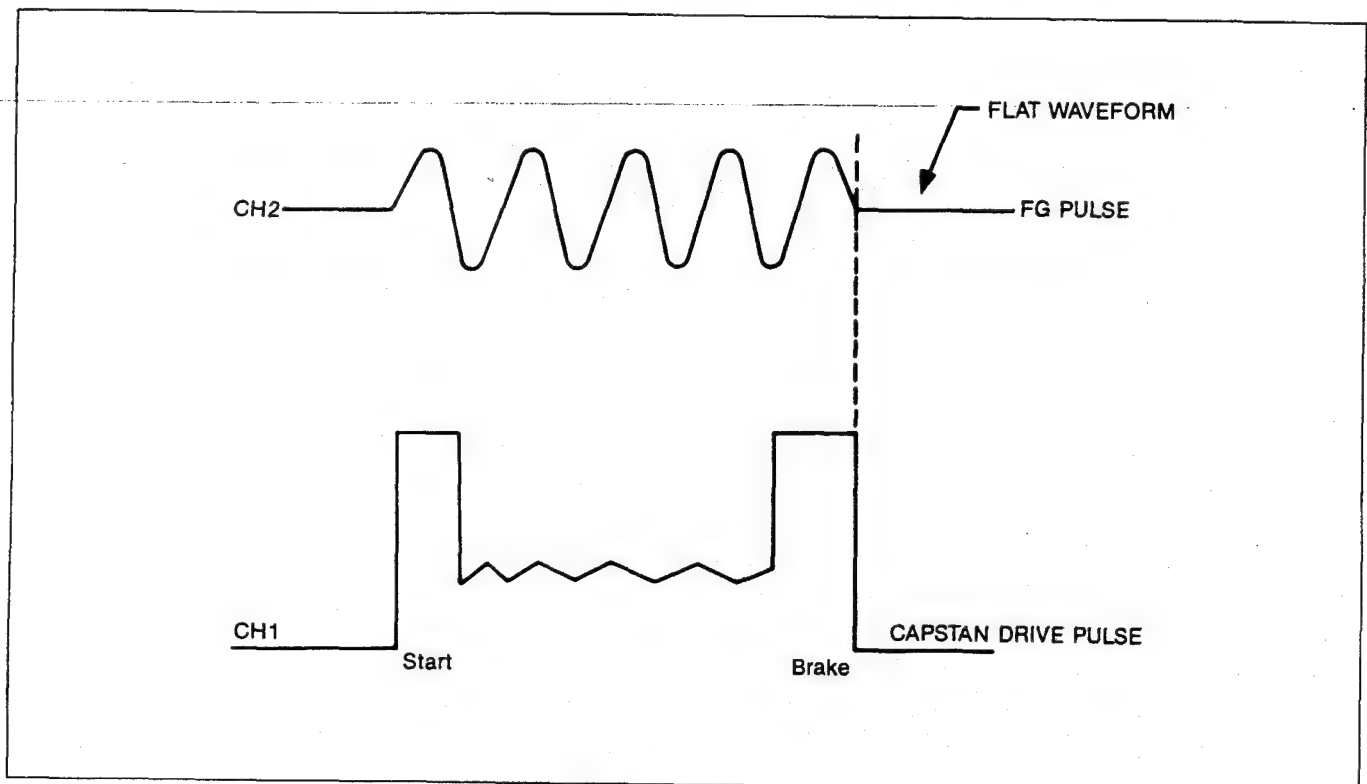 FLAT WAVEFORM
CH2
FG PULSE
CH1
CAPSTAN DRIVE PULSE
Start
Brake